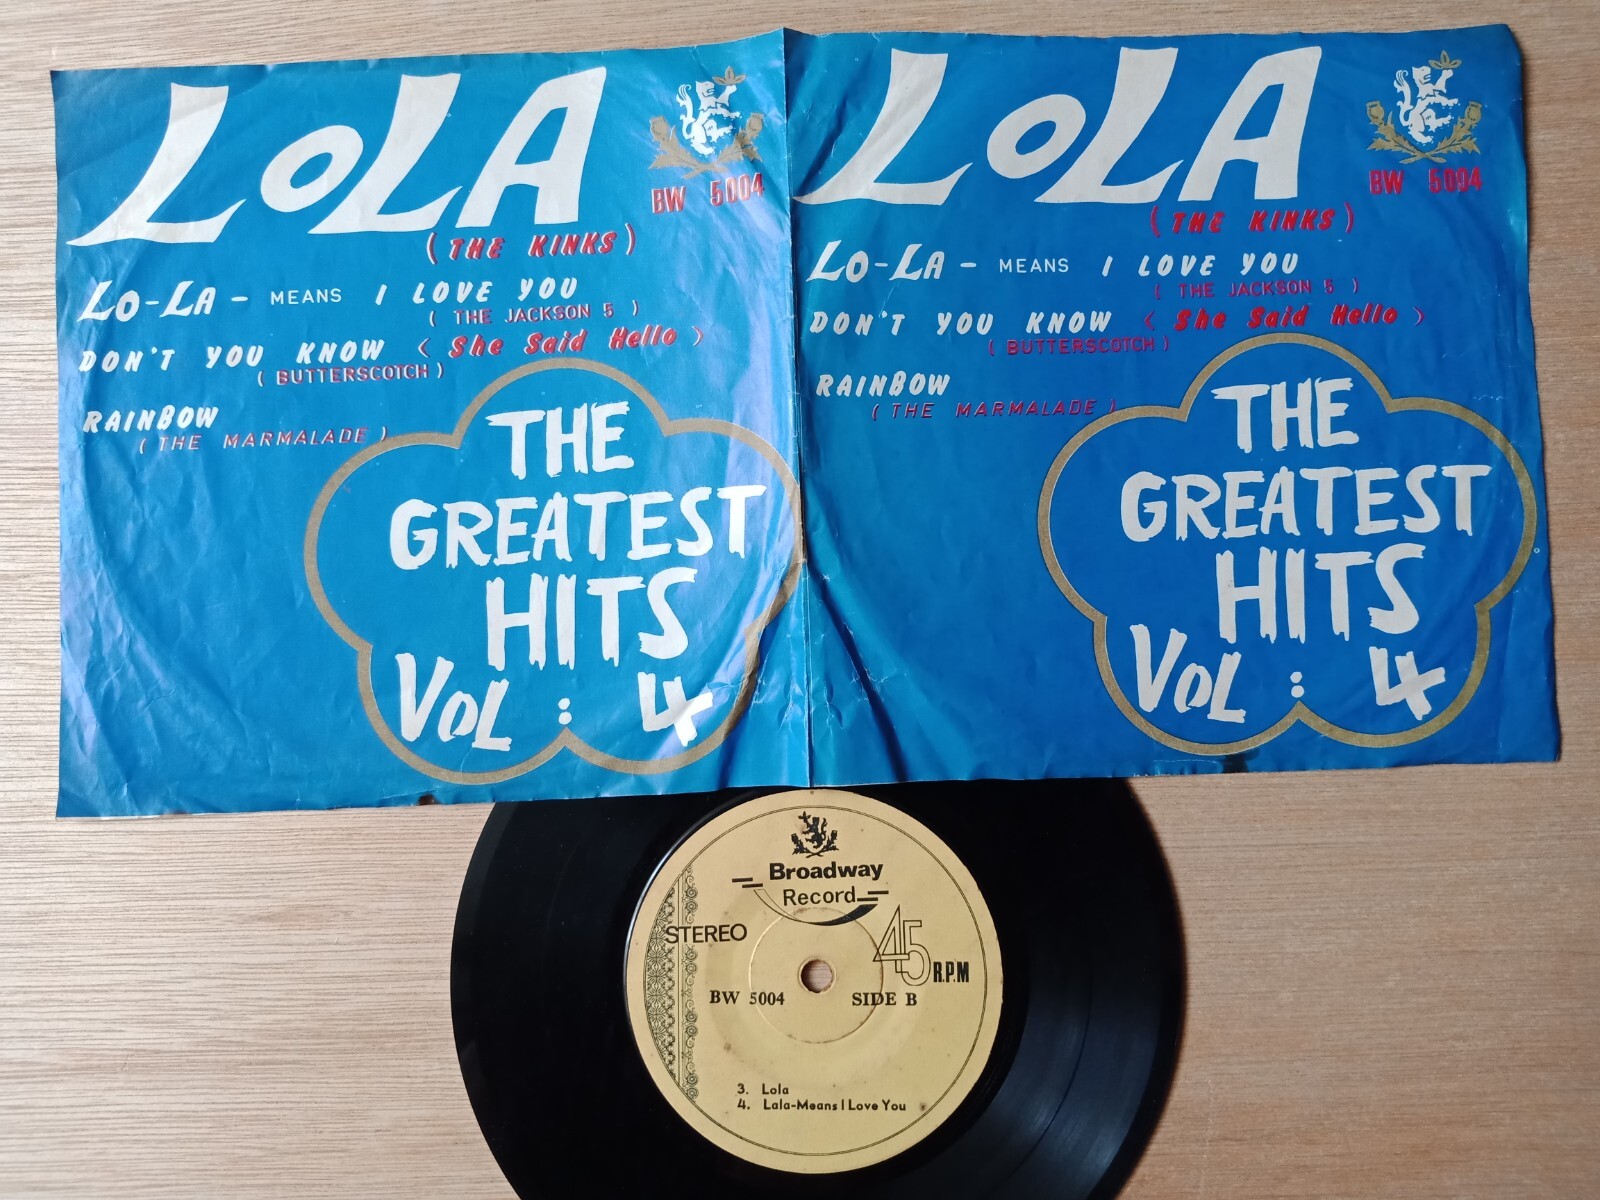 LOLA
BW 5004
(THE KINKS)
LO-LA - MEANS I LOVE YOU
(THE JACKSON 5)
DON'T YOU KNOW <She Said Hello>
(BUTTERSCOTCH)
RAINBOW
(THE MARMALADE)
THE
GREATEST
HITS
VOL : 4
LOLA
BW 5004
(THE KINKS)
LO-LA - MEANS I LOVE YOU
(THE JACKSON 5)
DON'T YOU KNOW <She Said Hello>
(BUTTERSCOTCH)
RAINBOW
(THE MARMALADE)
THE
GREATEST
HITS
VOL : 4
Broadway
Record
STEREO
45 R.P.M
BW 5004 SIDE B
3. Lola
4. Lala-Means I Love You